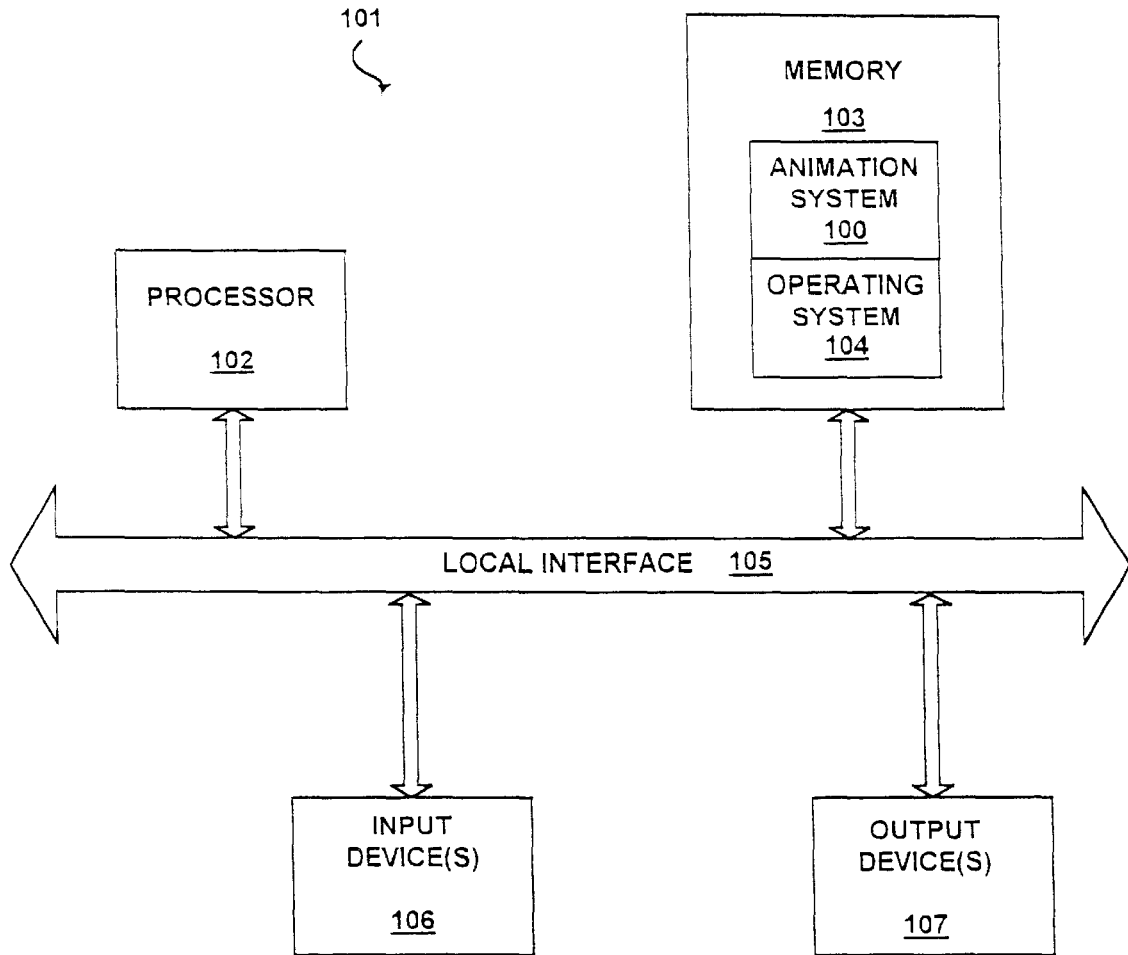 101
MEMORY
103
ANIMATION
SYSTEM
100
OPERATING
SYSTEM
104
PROCESSOR
102
LOCAL INTERFACE 105
INPUT
DEVICE(S)
106
OUTPUT
DEVICE(S)
107